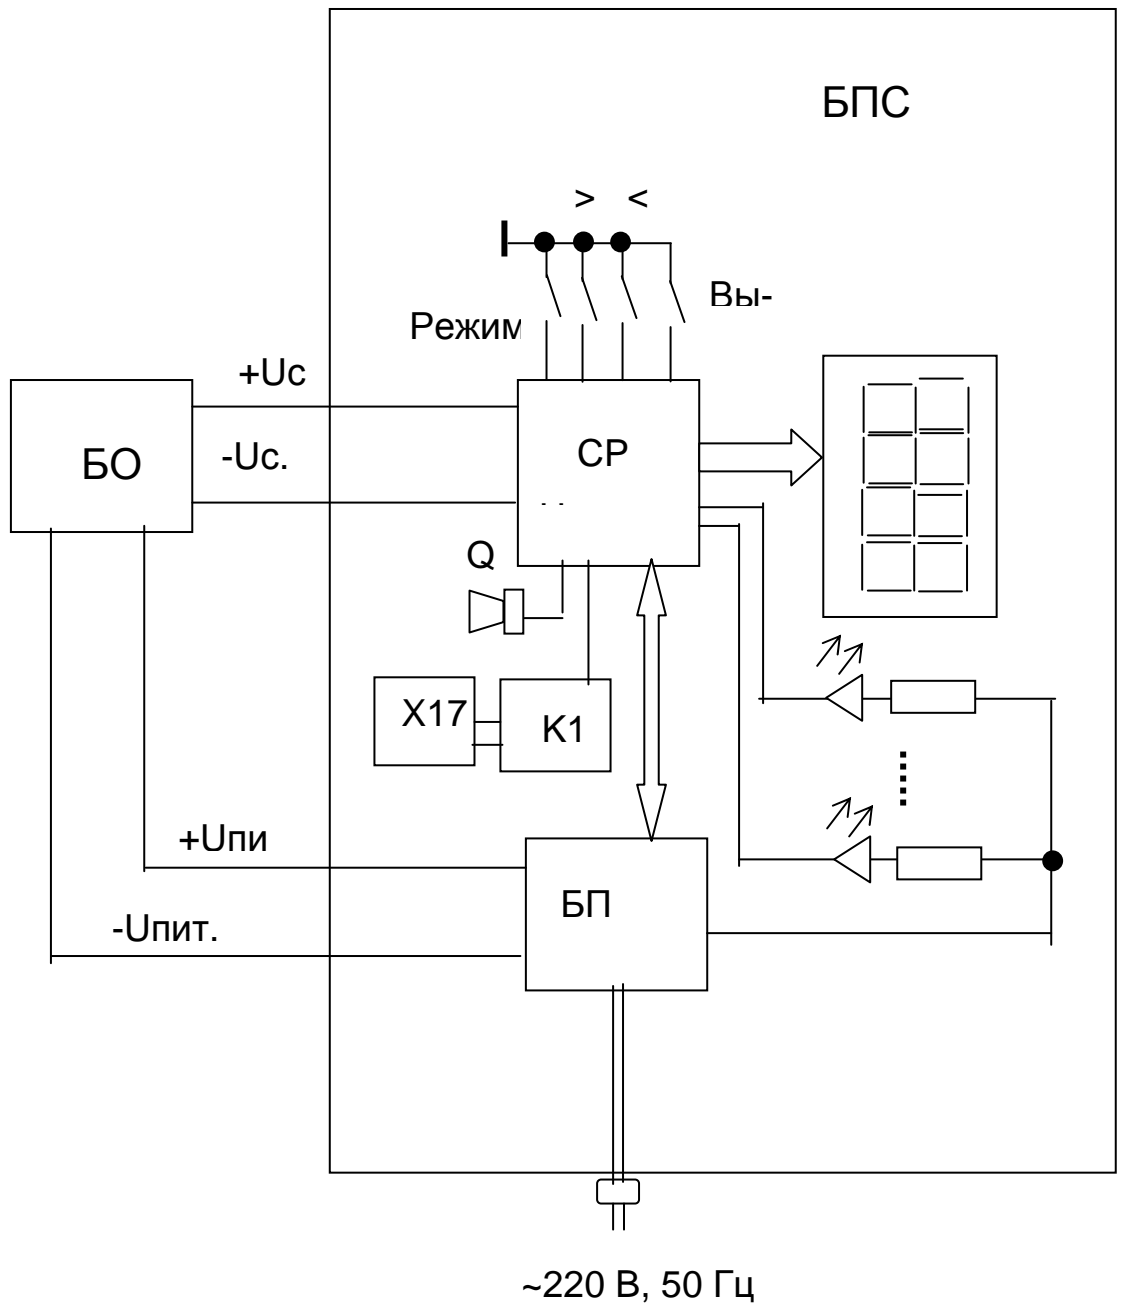 БПС
> <
Вы-
Режим
+Uc
БО
-Uc.
СР
Q
X17
K1
+Uпи
БП
-Uпит.
~220 В, 50 Гц